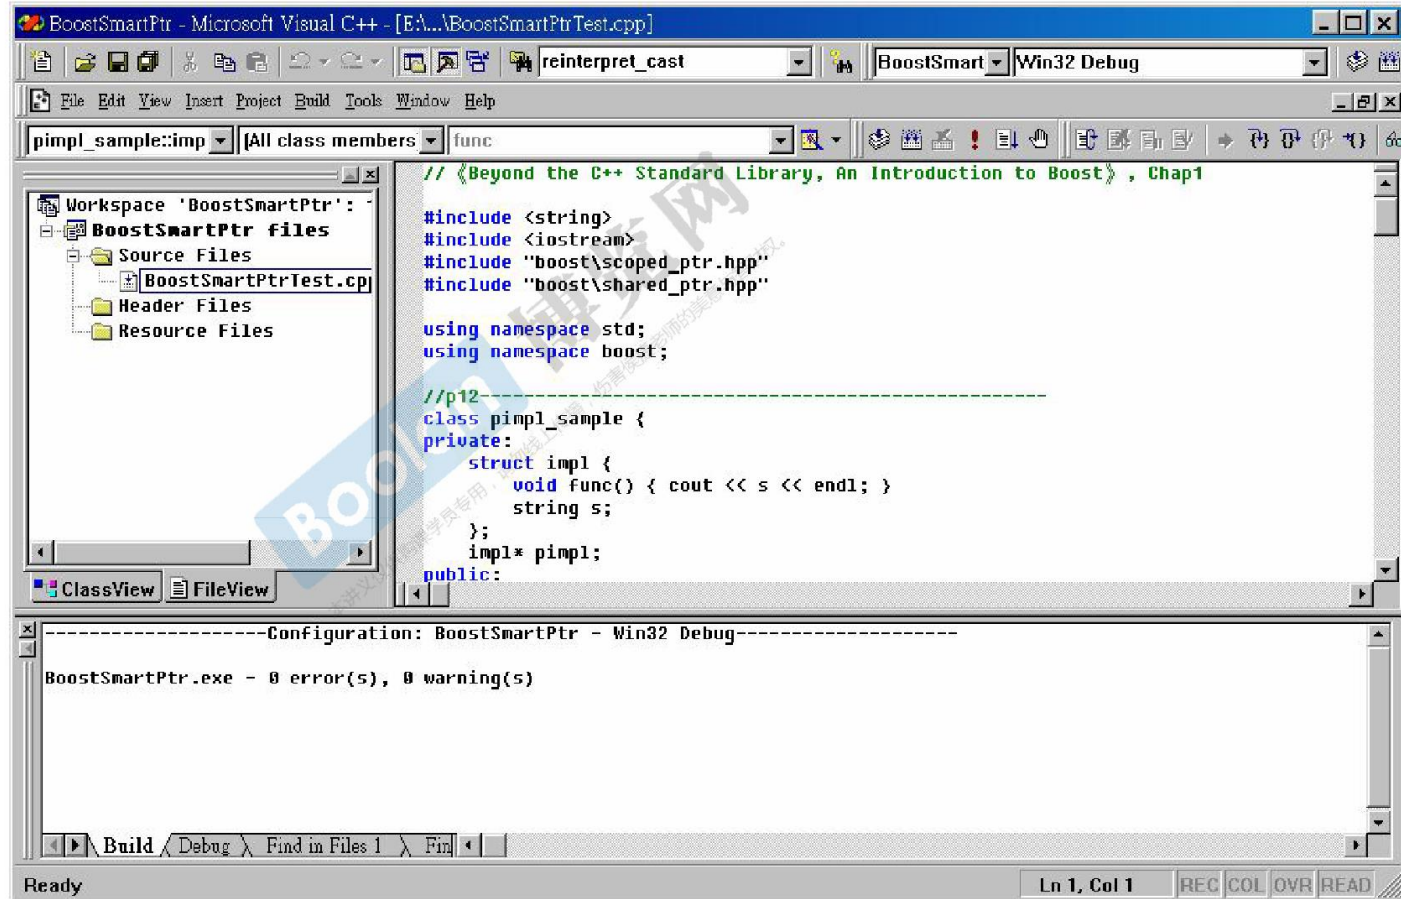 BoostSmartPtr - Microsoft Visual C++ - [E:\...\BoostSmartPtrTest.cpp]
reinterpret_cast
BoostSmart
Win32 Debug
File Edit View Insert Project Build Tools Window Help
pimpl_sample::imp
[All class members]
func
Workspace 'BoostSmartPtr':
BoostSmartPtr files
Source Files
BoostSmartPtrTest.cp
Header Files
Resource Files
ClassView
FileView
// 《Beyond the C++ Standard Library, An Introduction to Boost》, Chap1
#include <string>
#include <iostream>
#include "boost\scoped_ptr.hpp"
#include "boost\shared_ptr.hpp"
using namespace std;
using namespace boost;
//p12---------------------------------------------------
class pimpl_sample {
private:
struct impl {
void func() { cout << s << endl; }
string s;
};
impl* pimpl;
public:
Boolan 博览网
--------------------Configuration: BoostSmartPtr - Win32 Debug--------------------
BoostSmartPtr.exe - 0 error(s), 0 warning(s)
Build Debug Find in Files 1 Fin
Ready
Ln 1, Col 1
REC COL OVR READ